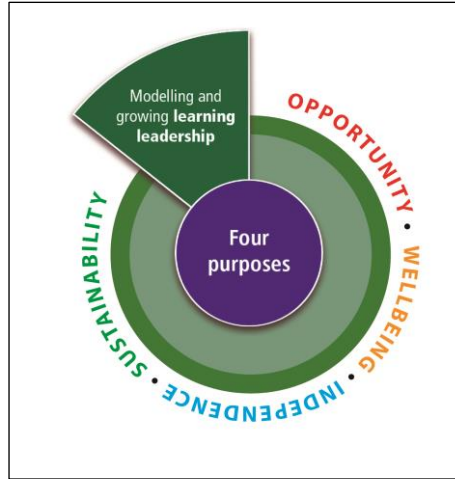 Modelling and
growing learning
leadership
Four
purposes
OPPORTUNITY •
WELLBEING •
INDEPENDENCE •
SUSTAINABILITY